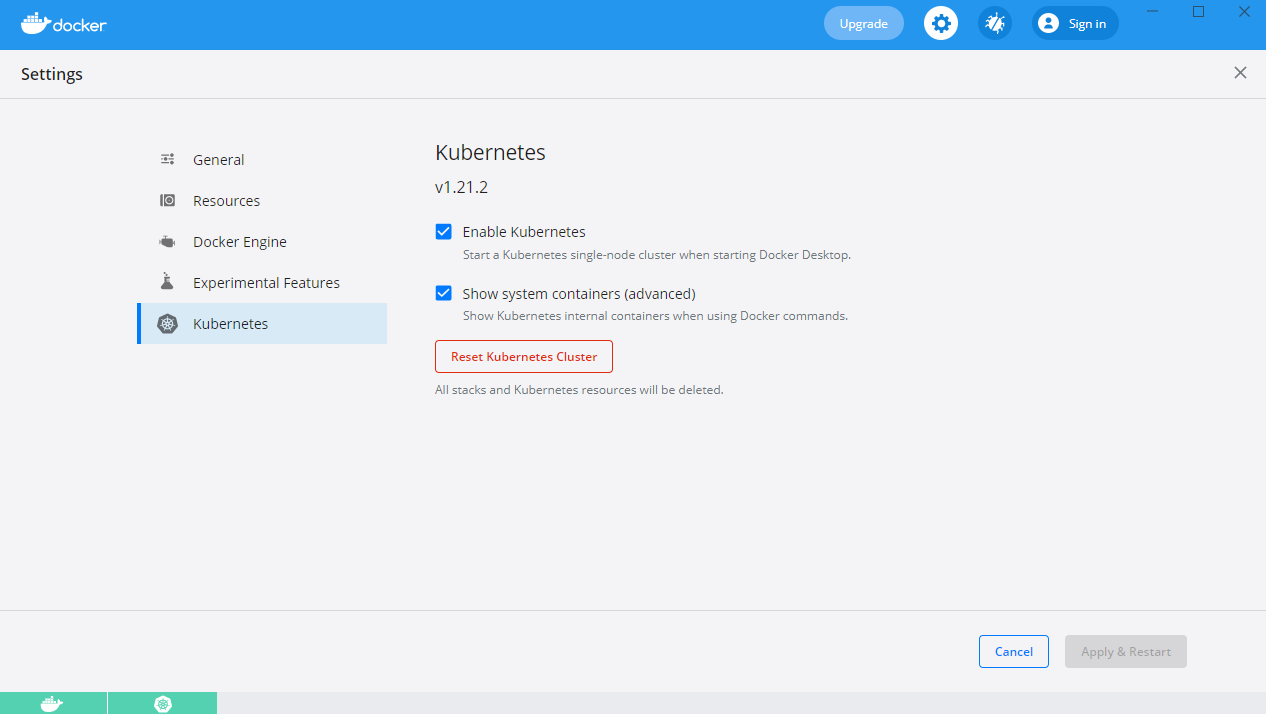 docker
Upgrade
Sign in
Settings
General
Resources
Docker Engine
Experimental Features
Kubernetes
Kubernetes
v1.21.2
Enable Kubernetes
Start a Kubernetes single-node cluster when starting Docker Desktop.
Show system containers (advanced)
Show Kubernetes internal containers when using Docker commands.
Reset Kubernetes Cluster
All stacks and Kubernetes resources will be deleted.
Cancel
Apply & Restart